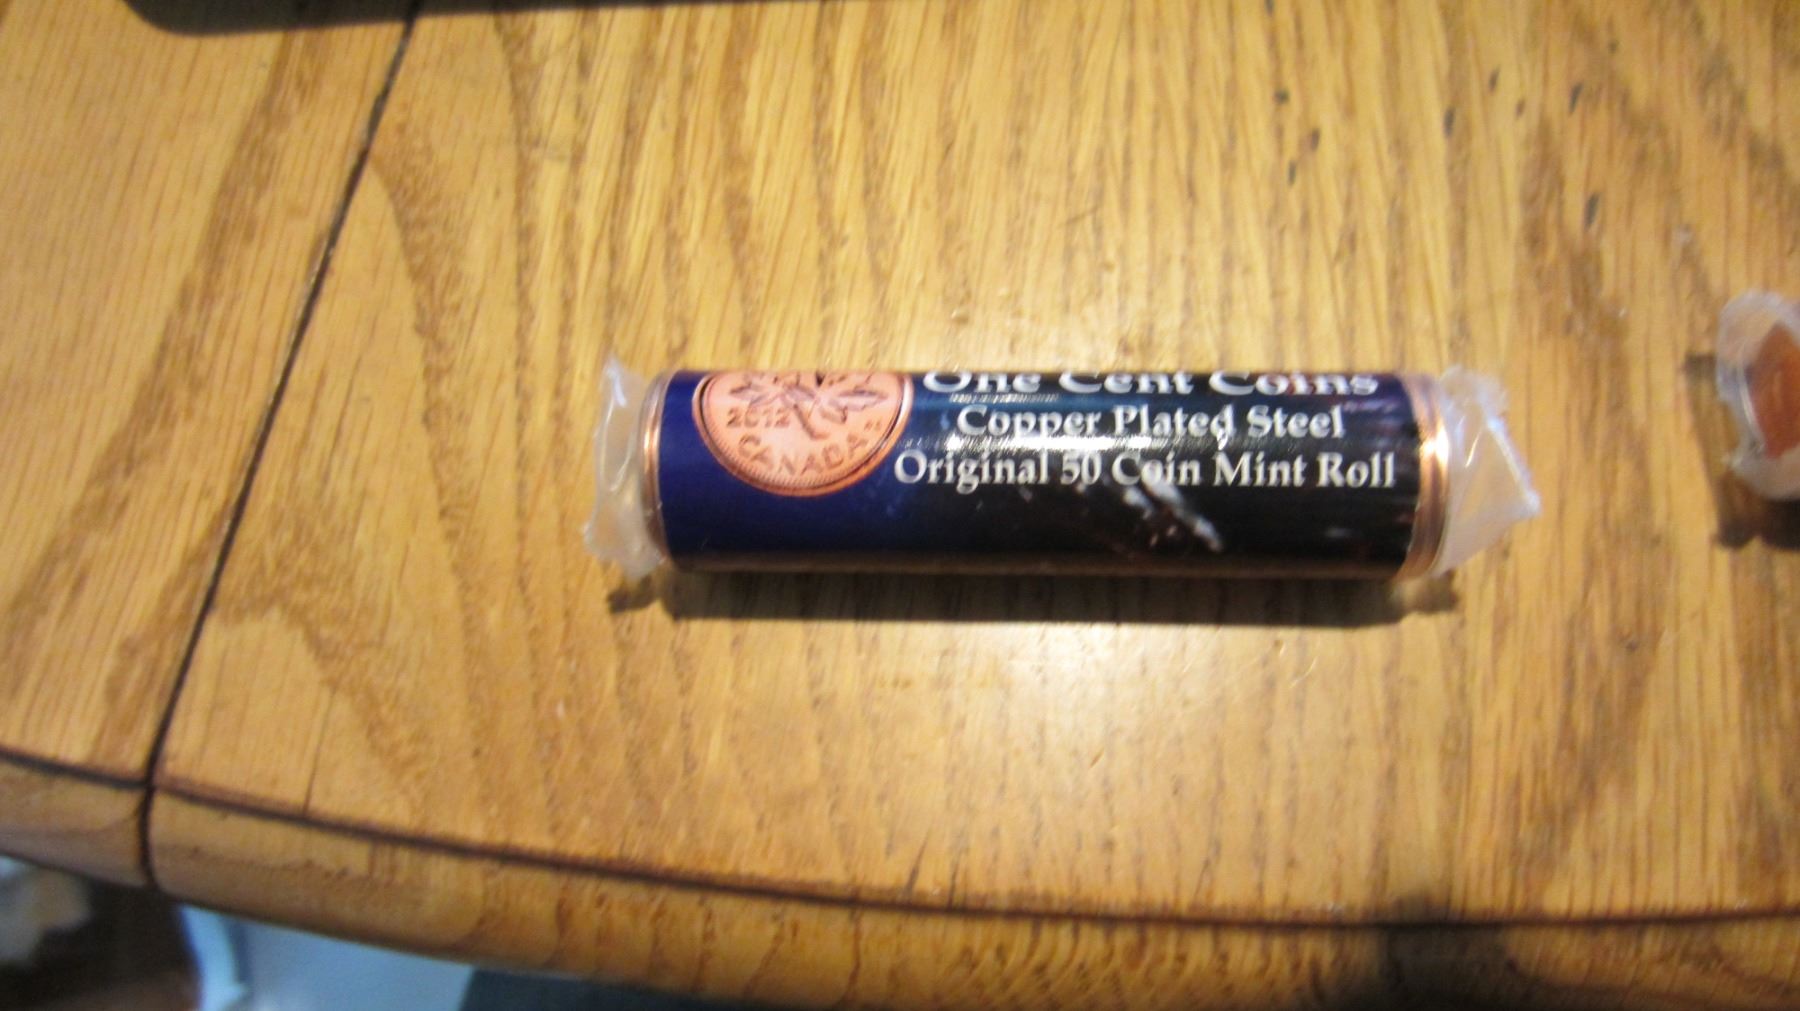 One Cent Coins
Copper Plated Steel
Original 50 Coin Mint Roll
2012
CANADA